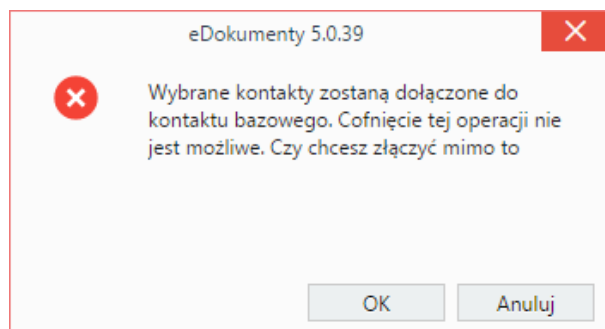 eDokumenty 5.0.39
Wybrane kontakty zostaną dołączone do
kontaktu bazowego. Cofnięcie tej operacji nie
jest możliwe. Czy chcesz złączyć mimo to
OK
Anuluj